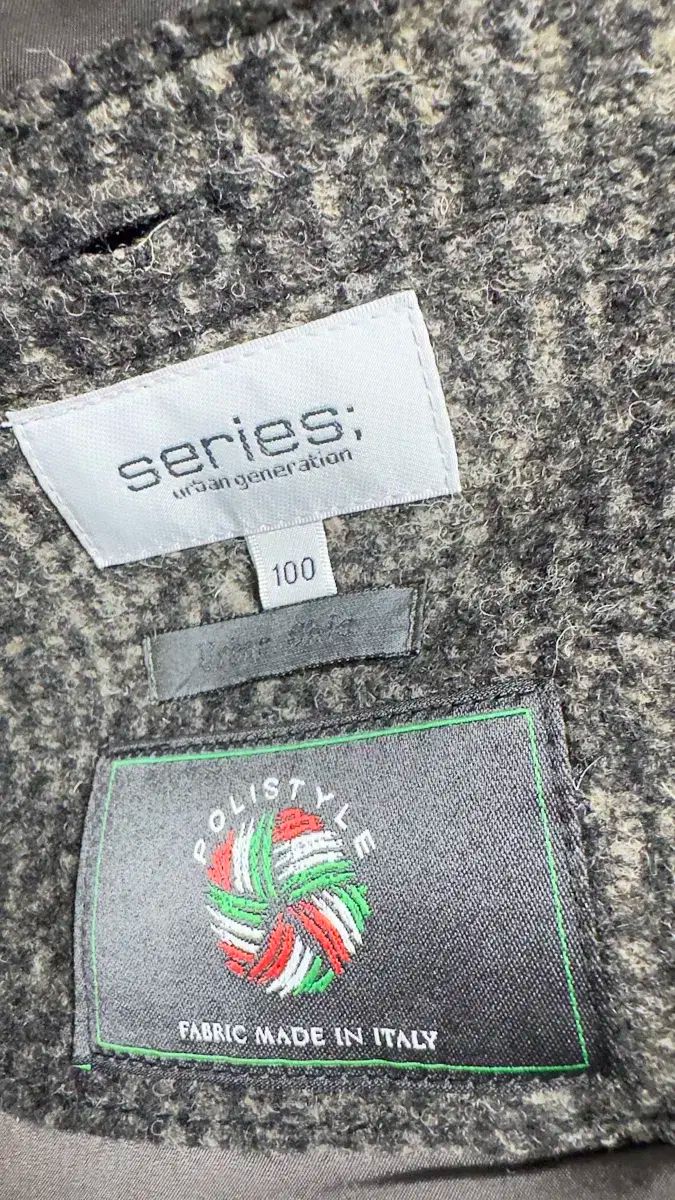 series;
urban generation
100
POLISTYLE
FABRIC MADE IN ITALY